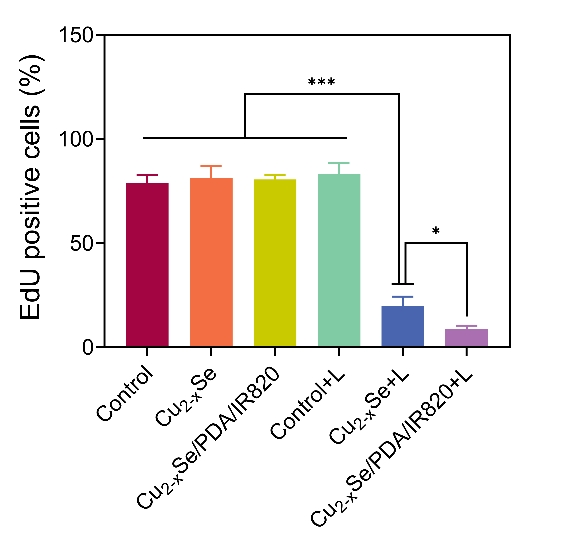 150
***
100
*
50
0
EdU positive cells (%)
Control
Cu2-xSe
Cu2-xSe/PDA/IR820
Control+L
Cu2-xSe+L
Cu2-xSe/PDA/IR820+L